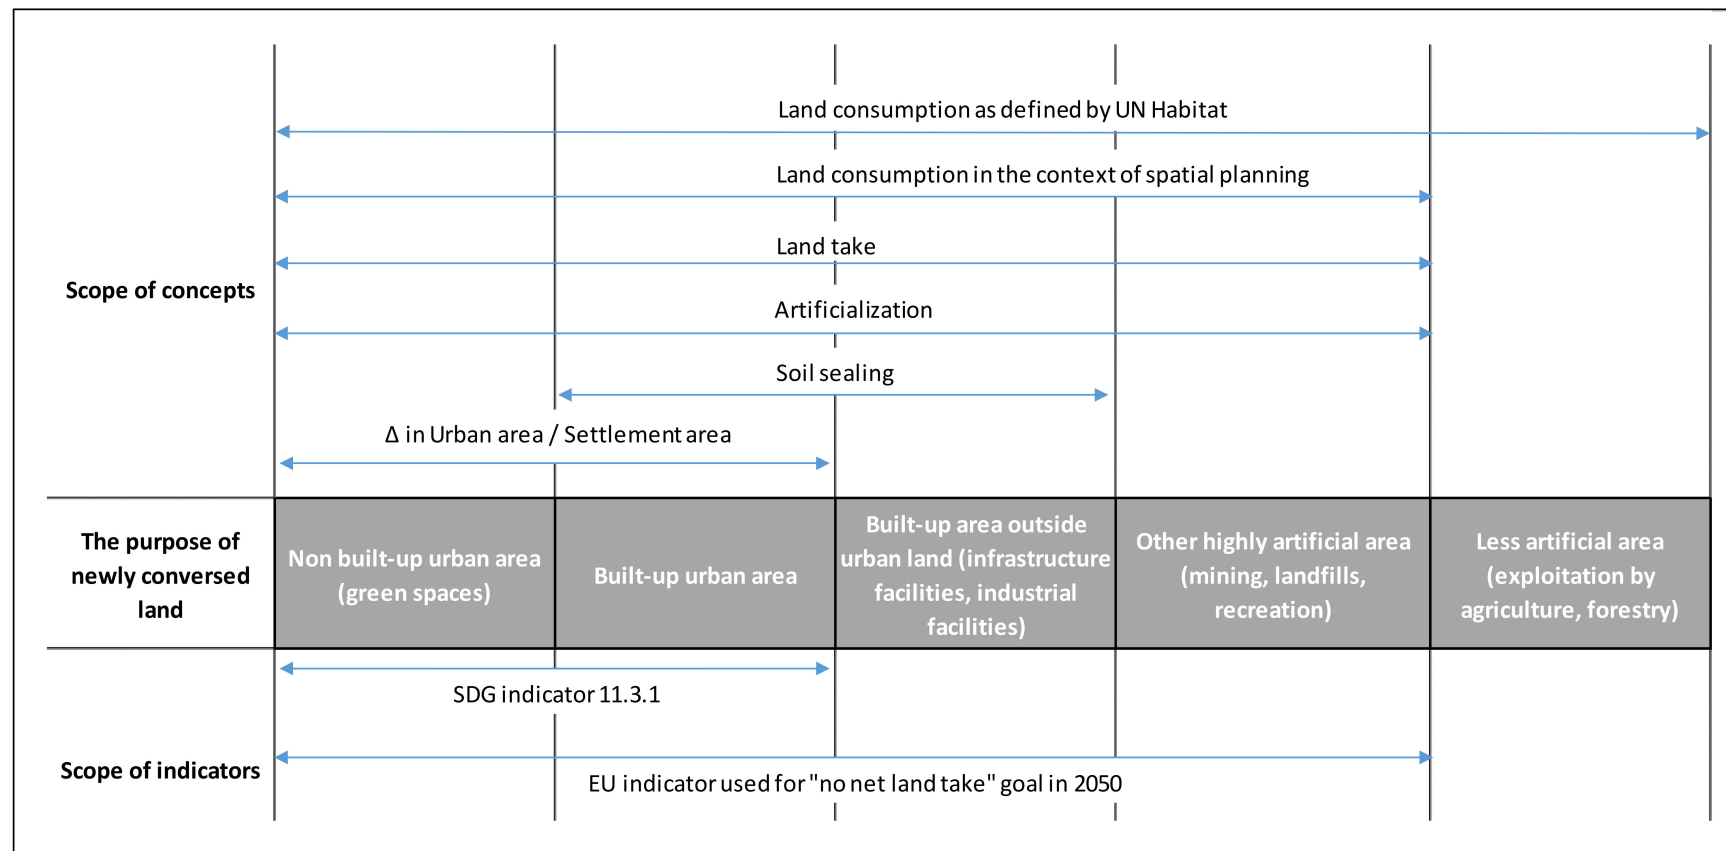 Land consumption as defined by UN Habitat
Land consumption in the context of spatial planning
Land take
Scope of concepts
Artificialization
Soil sealing
Δ in Urban area / Settlement area
The purpose of
newly conversed
land
Non built-up urban area
(green spaces)
Built-up urban area
Built-up area outside
urban land (infrastructure
facilities, industrial
facilities)
Other highly artificial area
(mining, landfills,
recreation)
Less artificial area
(exploitation by
agriculture, forestry)
SDG indicator 11.3.1
Scope of indicators
EU indicator used for "no net land take" goal in 2050